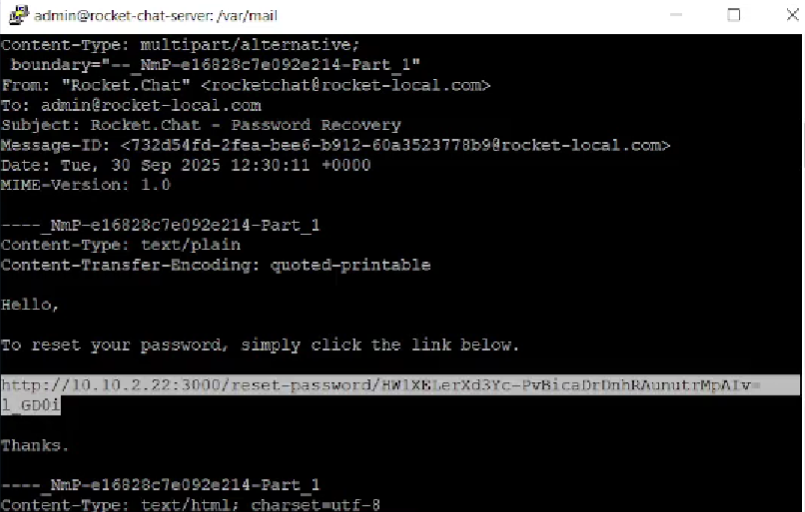 admin@rocket-chat-server: /var/mail
Content-Type: multipart/alternative;
boundary="--_NmP-e16828c7e092e214-Part_1"
From: "Rocket.Chat" <rocketchat@rocket-local.com>
To: admin@rocket-local.com
Subject: Rocket.Chat - Password Recovery
Message-ID: <732d54fd-2fea-bee6-b912-60a3523778b9@rocket-local.com>
Date: Tue, 30 Sep 2025 12:30:11 +0000
MIME-Version: 1.0
----_NmP-e16828c7e092e214-Part_1
Content-Type: text/plain
Content-Transfer-Encoding: quoted-printable
Hello,
To reset your password, simply click the link below.
http://10.10.2.22:3000/reset-password/HW1XELerXd3Yc-PvBicaDrDnhRAunutrMpAIv=
l_GD0i
Thanks.
----_NmP-e16828c7e092e214-Part_1
Content-Type: text/html; charset=utf-8